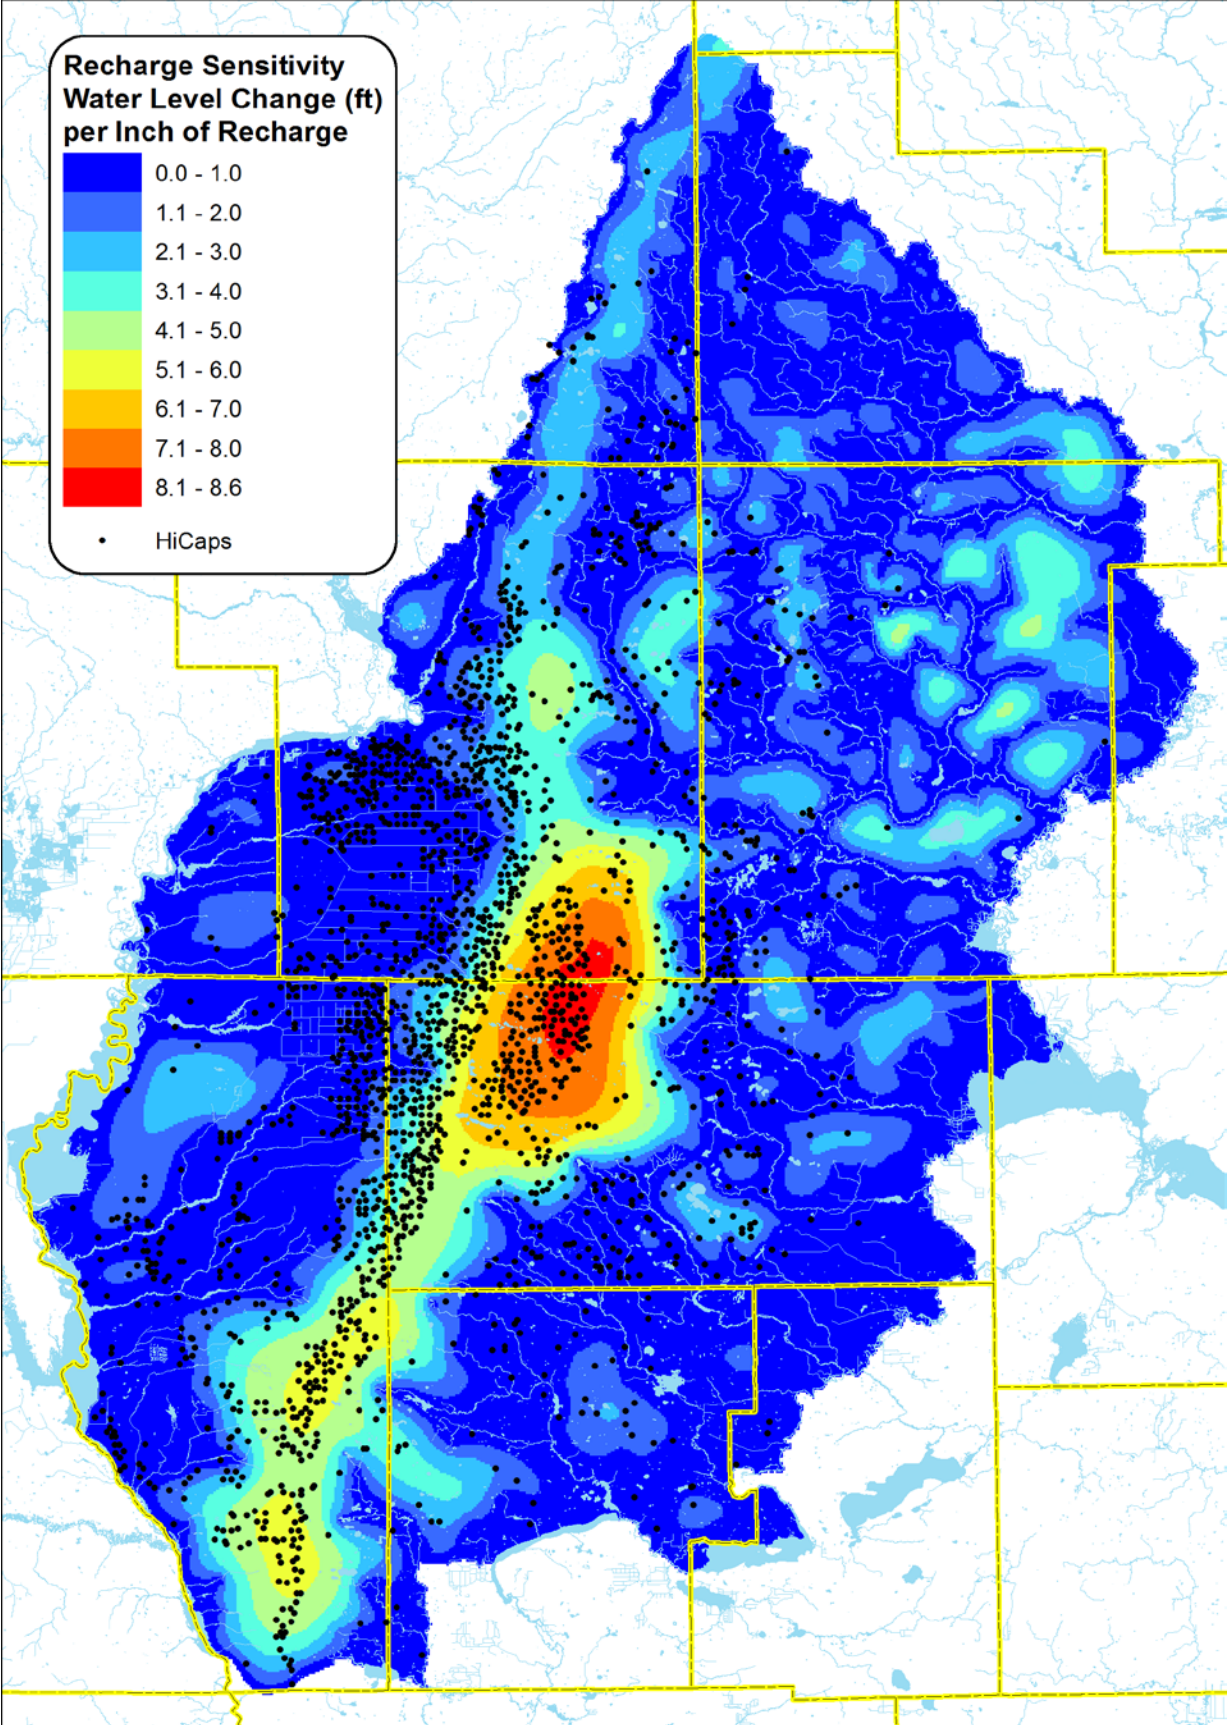 Recharge Sensitivity
Water Level Change (ft)
per Inch of Recharge
0.0 - 1.0
1.1 - 2.0
2.1 - 3.0
3.1 - 4.0
4.1 - 5.0
5.1 - 6.0
6.1 - 7.0
7.1 - 8.0
8.1 - 8.6
HiCaps